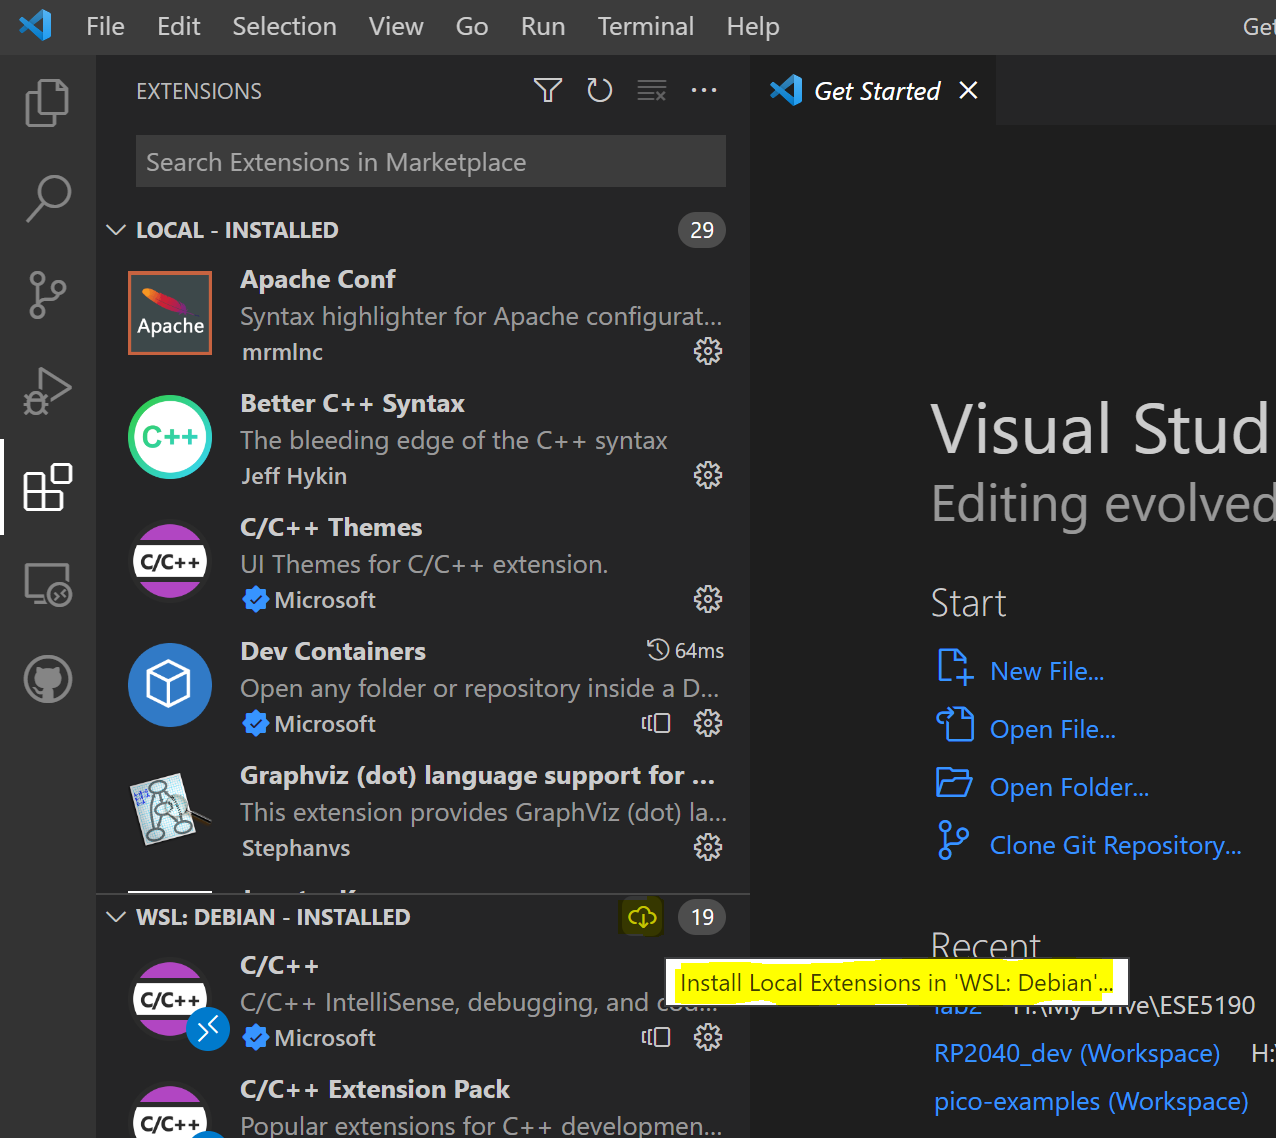 File Edit Selection View Go Run Terminal Help Get
EXTENSIONS
Get Started
Search Extensions in Marketplace
LOCAL - INSTALLED 29
Apache
Apache Conf
Syntax highlighter for Apache configurat...
mrmlnc
C++
Better C++ Syntax
The bleeding edge of the C++ syntax
Jeff Hykin
C/C++
C/C++ Themes
UI Themes for C/C++ extension.
Microsoft
Dev Containers 64ms
Open any folder or repository inside a D...
Microsoft
Graphviz (dot) language support for ...
This extension provides GraphViz (dot) la...
Stephanvs
WSL: DEBIAN - INSTALLED 19
Install Local Extensions in 'WSL: Debian'...
C/C++
C/C++
C/C++ IntelliSense, debugging, and cod...
Microsoft
C/C++
C/C++ Extension Pack
Popular extensions for C++ developmen...
Visual Stud
Editing evolved
Start
New File...
Open File...
Open Folder...
Clone Git Repository...
Recent
lab2 H:\My Drive\ESE5190
RP2040_dev (Workspace) H:\
pico-examples (Workspace)